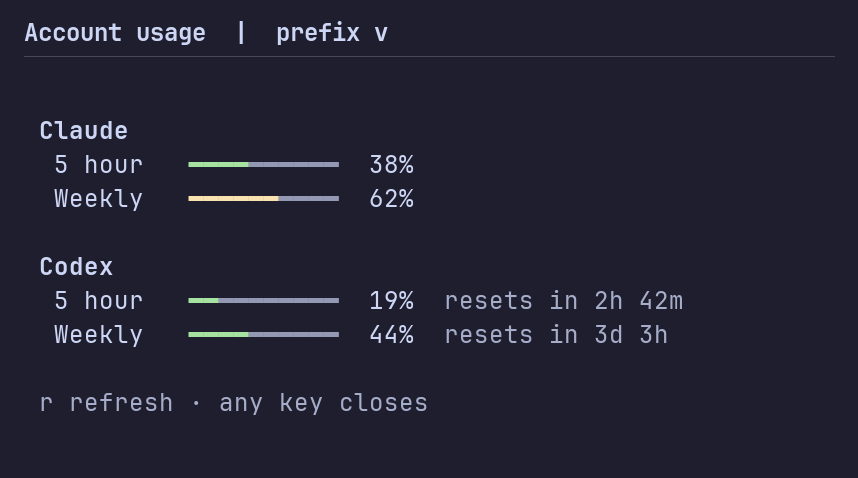 Account usage | prefix v
Claude
5 hour 38%
Weekly 62%
Codex
5 hour 19% resets in 2h 42m
Weekly 44% resets in 3d 3h
r refresh · any key closes